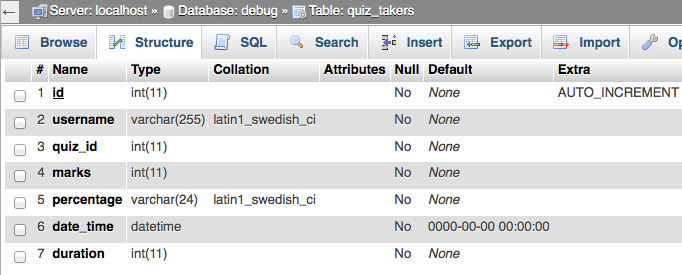 ← Server: localhost » Database: debug » Table: quiz_takers
Browse Structure SQL Search Insert Export Import
# Name Type Collation Attributes Null Default Extra
1 id int(11) No None AUTO_INCREMENT
2 username varchar(255) latin1_swedish_ci No None
3 quiz_id int(11) No None
4 marks int(11) No None
5 percentage varchar(24) latin1_swedish_ci No None
6 date_time datetime No 0000-00-00 00:00:00
7 duration int(11) No None